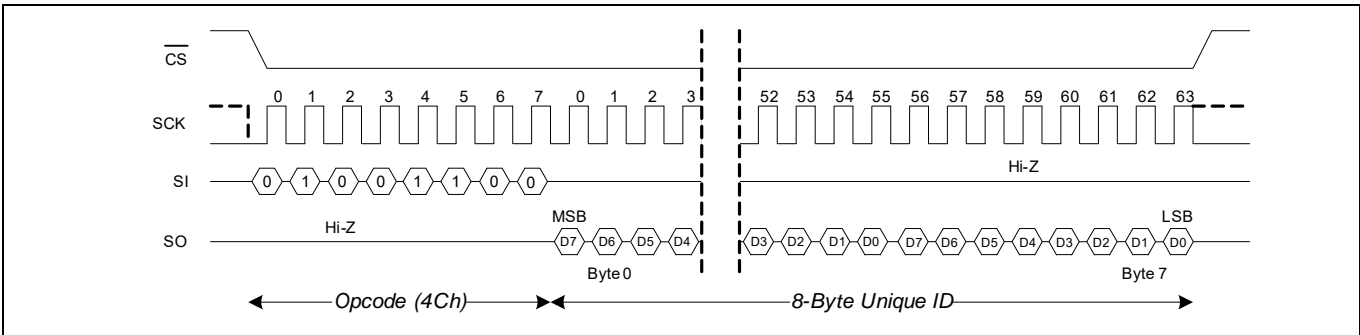 CS
0 1 2 3 4 5 6 7 0 1 2 3 52 53 54 55 56 57 58 59 60 61 62 63
SCK
Hi-Z
SI 0 1 0 0 1 1 0 0
Hi-Z MSB LSB
SO D7 D6 D5 D4 D3 D2 D1 D0 D7 D6 D5 D4 D3 D2 D1 D0
Byte 0 Byte 7
Opcode (4Ch) 8-Byte Unique ID